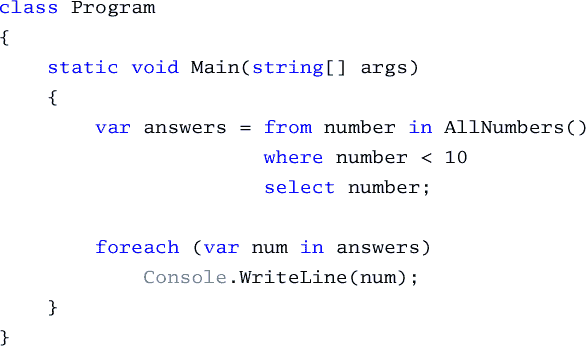 class Program
{
    static void Main(string[] args)
    {
        var answers = from number in AllNumbers()
                      where number < 10
                      select number;

        foreach (var num in answers)
            Console.WriteLine(num);
    }
}